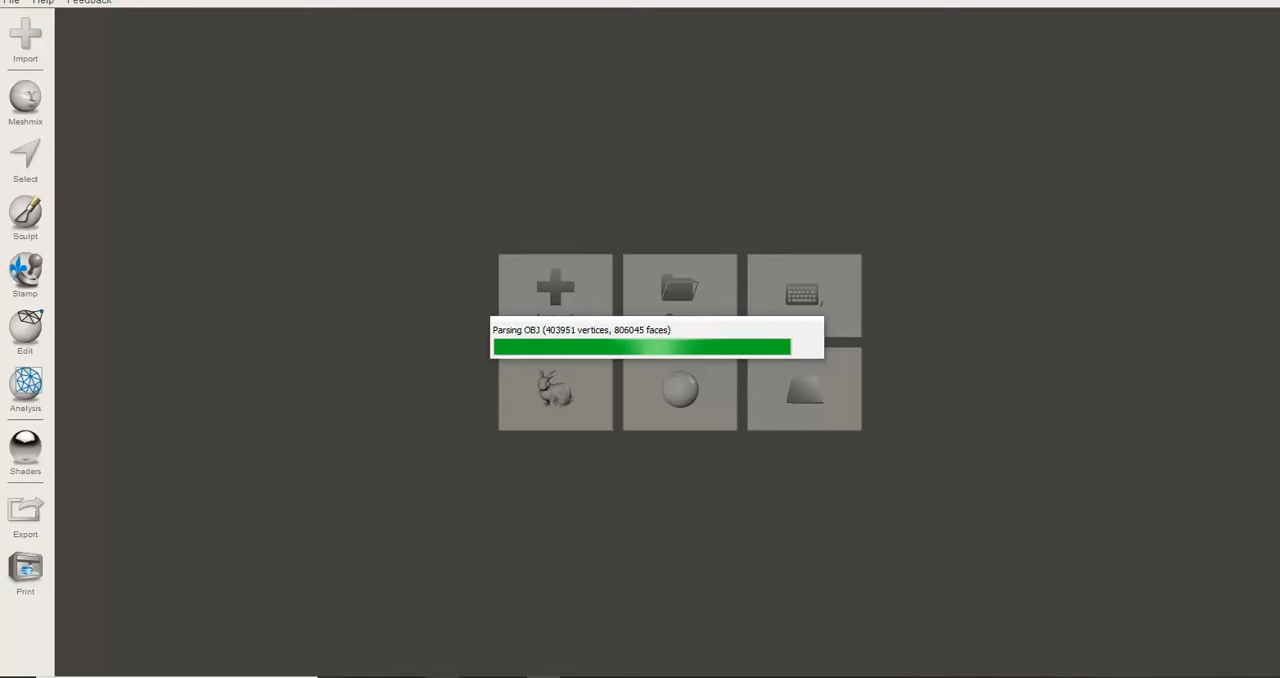 File Help Feedback
Import
Meshmix
Select
Sculpt
Stamp
Edit
Analysis
Shaders
Export
Print
Parsing OBJ (403951 vertices, 806045 faces)